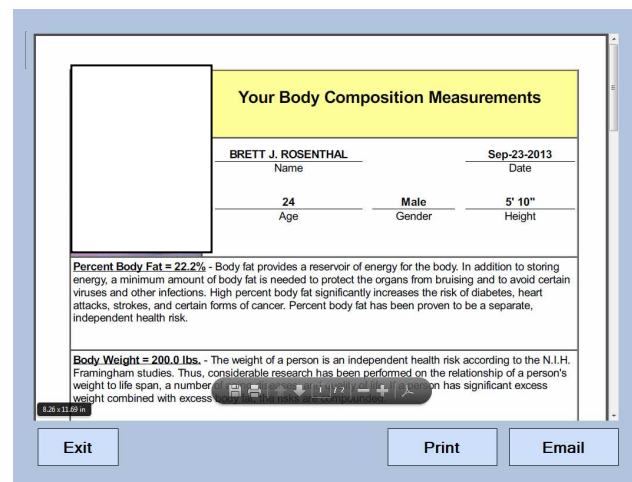 Your Body Composition Measurements
BRETT J. ROSENTHAL
Sep-23-2013
Name
Date
24
Male
5' 10"
Age
Gender
Height
Percent Body Fat = 22.2% - Body fat provides a reservoir of energy for the body. In addition to storing
energy, a minimum amount of body fat is needed to protect the organs from bruising and to avoid certain
viruses and other infections. High percent body fat significantly increases the risk of diabetes, heart
attacks, strokes, and certain forms of cancer. Percent body fat has been proven to be a separate,
independent health risk.
Body Weight = 200.0 lbs. - The weight of a person is an independent health risk according to the N.I.H.
Framingham studies. Thus, considerable research has been performed on the relationship of a person's
weight to life span, a number person has significant excess
weight combined with excess body fat, the risks are compounded.
1 / 2
8.26 x 11.69 in
Exit
Print
Email